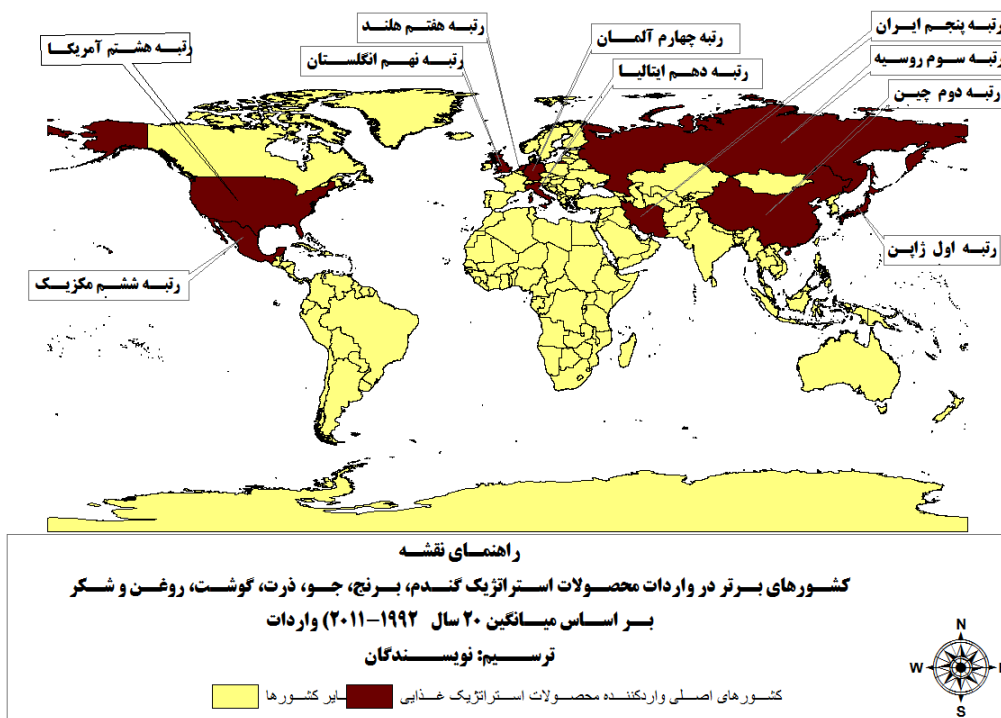 رتبه هشتم آمریکا
رتبه هفتم هلند
رتبه نهم انگلستان
رتبه چهارم آلمان
رتبه دهم ایتالیا
رتبه پنجم ایران
رتبه سوم روسیه
رتبه دوم چین
رتبه اول ژاپن
رتبه ششم مکزیک
راهنمای نقشه
کشورهای برتر در واردات محصولات استراتژیک گندم، برنج، جو، ذرت، گوشت، روغن و شکر
بر اساس میانگین ۲۰ سال ۱۹۹۲-۲۰۱۱) واردات
ترسیم: نویسندگان
کشورهای اصلی واردکننده محصولات استراتژیک غذایی
ایر کشورها
N
W E
S